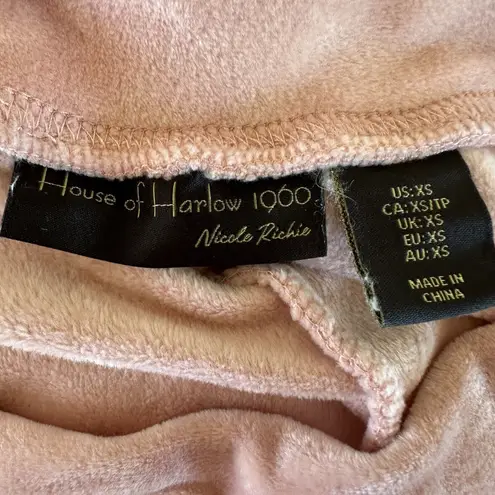 House of Harlow 1960
Nicole Richie
US:XS
CA:XS/TP
UK:XS
EU:XS
AU:XS
MADE IN
CHINA